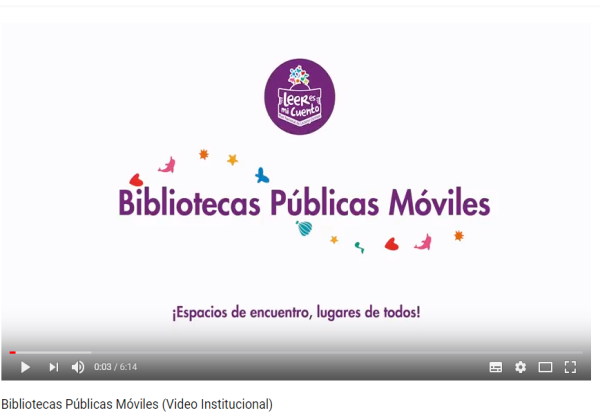 Leer es
mi Cuento
Bibliotecas Públicas Móviles
¡Espacios de encuentro, lugares de todos!
0:03 / 6:14
Bibliotecas Públicas Móviles (Video Institucional)